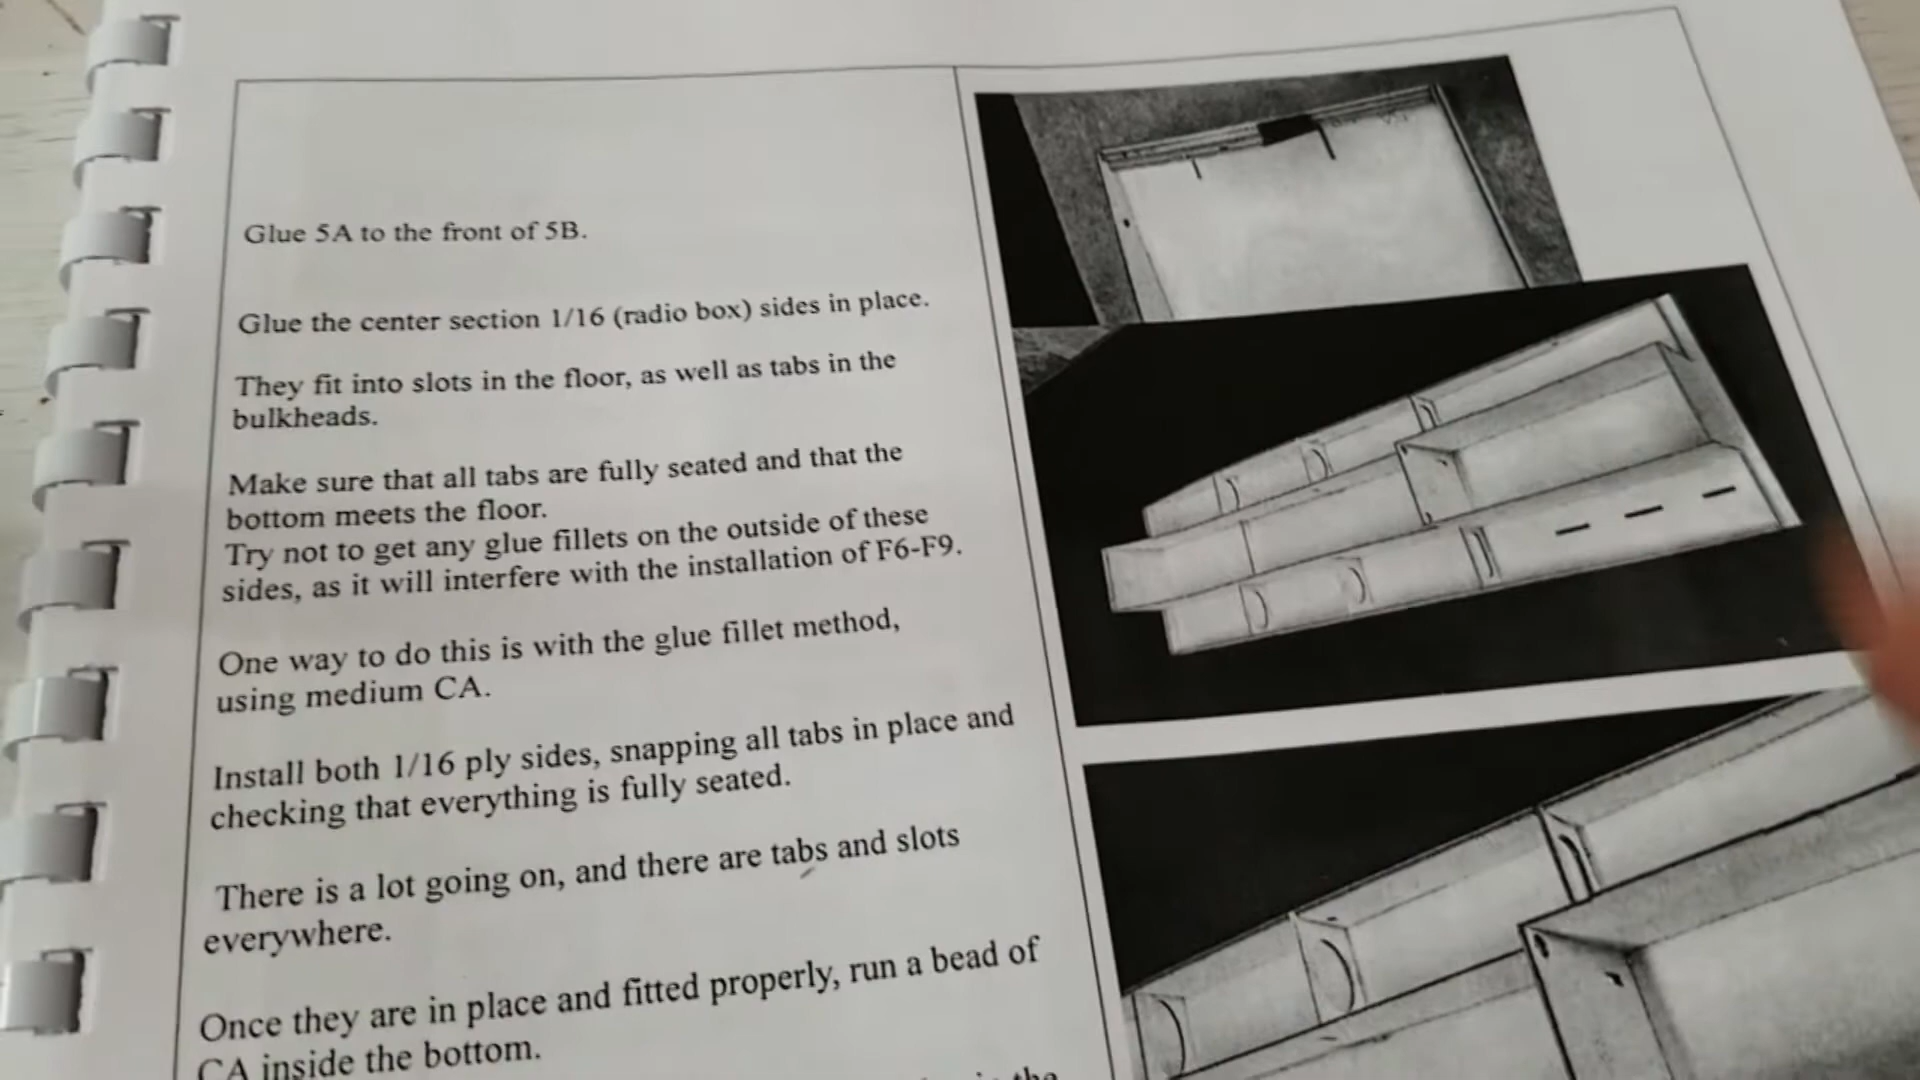 Glue 5A to the front of 5B.
Glue the center section 1/16 (radio box) sides in place.
They fit into slots in the floor, as well as tabs in the
bulkheads.
Make sure that all tabs are fully seated and that the
bottom meets the floor.
Try not to get any glue fillets on the outside of these
sides, as it will interfere with the installation of F6-F9.
One way to do this is with the glue fillet method,
using medium CA.
Install both 1/16 ply sides, snapping all tabs in place and
checking that everything is fully seated.
There is a lot going on, and there are tabs and slots
everywhere.
Once they are in place and fitted properly, run a bead of
CA inside the bottom.
the